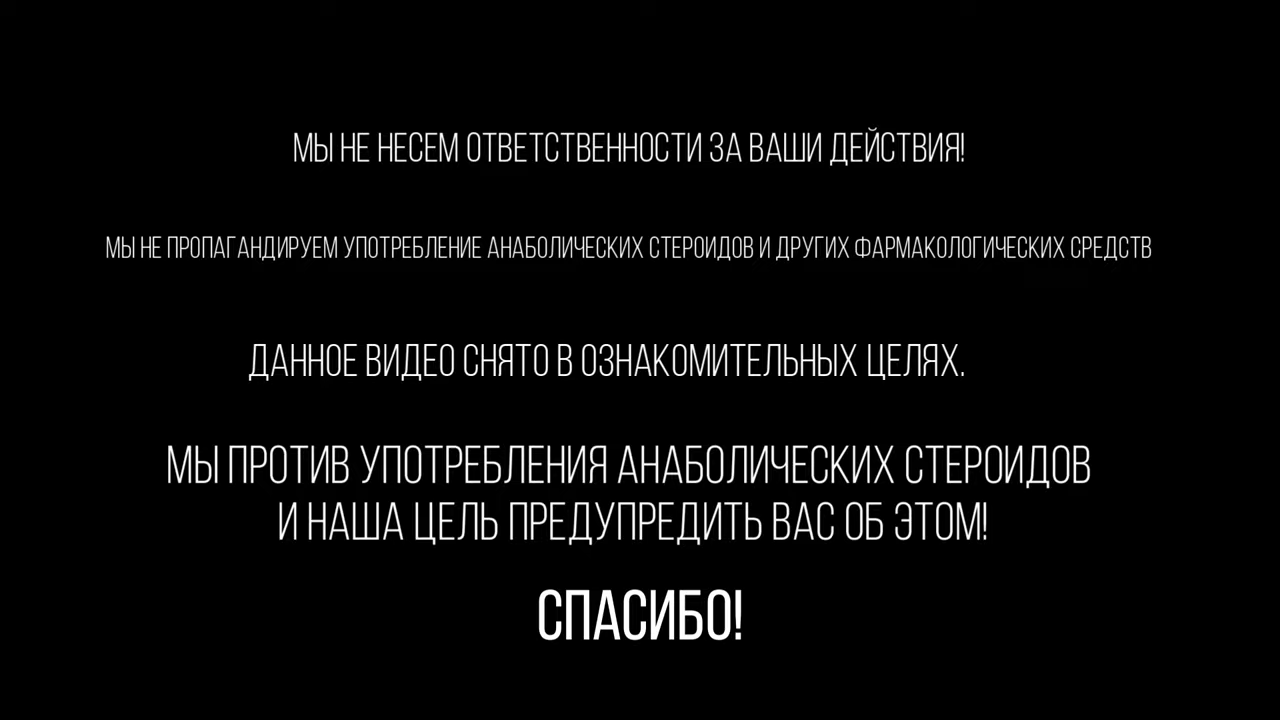 МЫ НЕ НЕСЕМ ОТВЕТСТВЕННОСТИ ЗА ВАШИ ДЕЙСТВИЯ!
МЫ НЕ ПРОПАГАНДИРУЕМ УПОТРЕБЛЕНИЕ АНАБОЛИЧЕСКИХ СТЕРОИДОВ И ДРУГИХ ФАРМАКОЛОГИЧЕСКИХ СРЕДСТВ
ДАННОЕ ВИДЕО СНЯТО В ОЗНАКОМИТЕЛЬНЫХ ЦЕЛЯХ.
МЫ ПРОТИВ УПОТРЕБЛЕНИЯ АНАБОЛИЧЕСКИХ СТЕРОИДОВ
И НАША ЦЕЛЬ ПРЕДУПРЕДИТЬ ВАС ОБ ЭТОМ!
СПАСИБО!